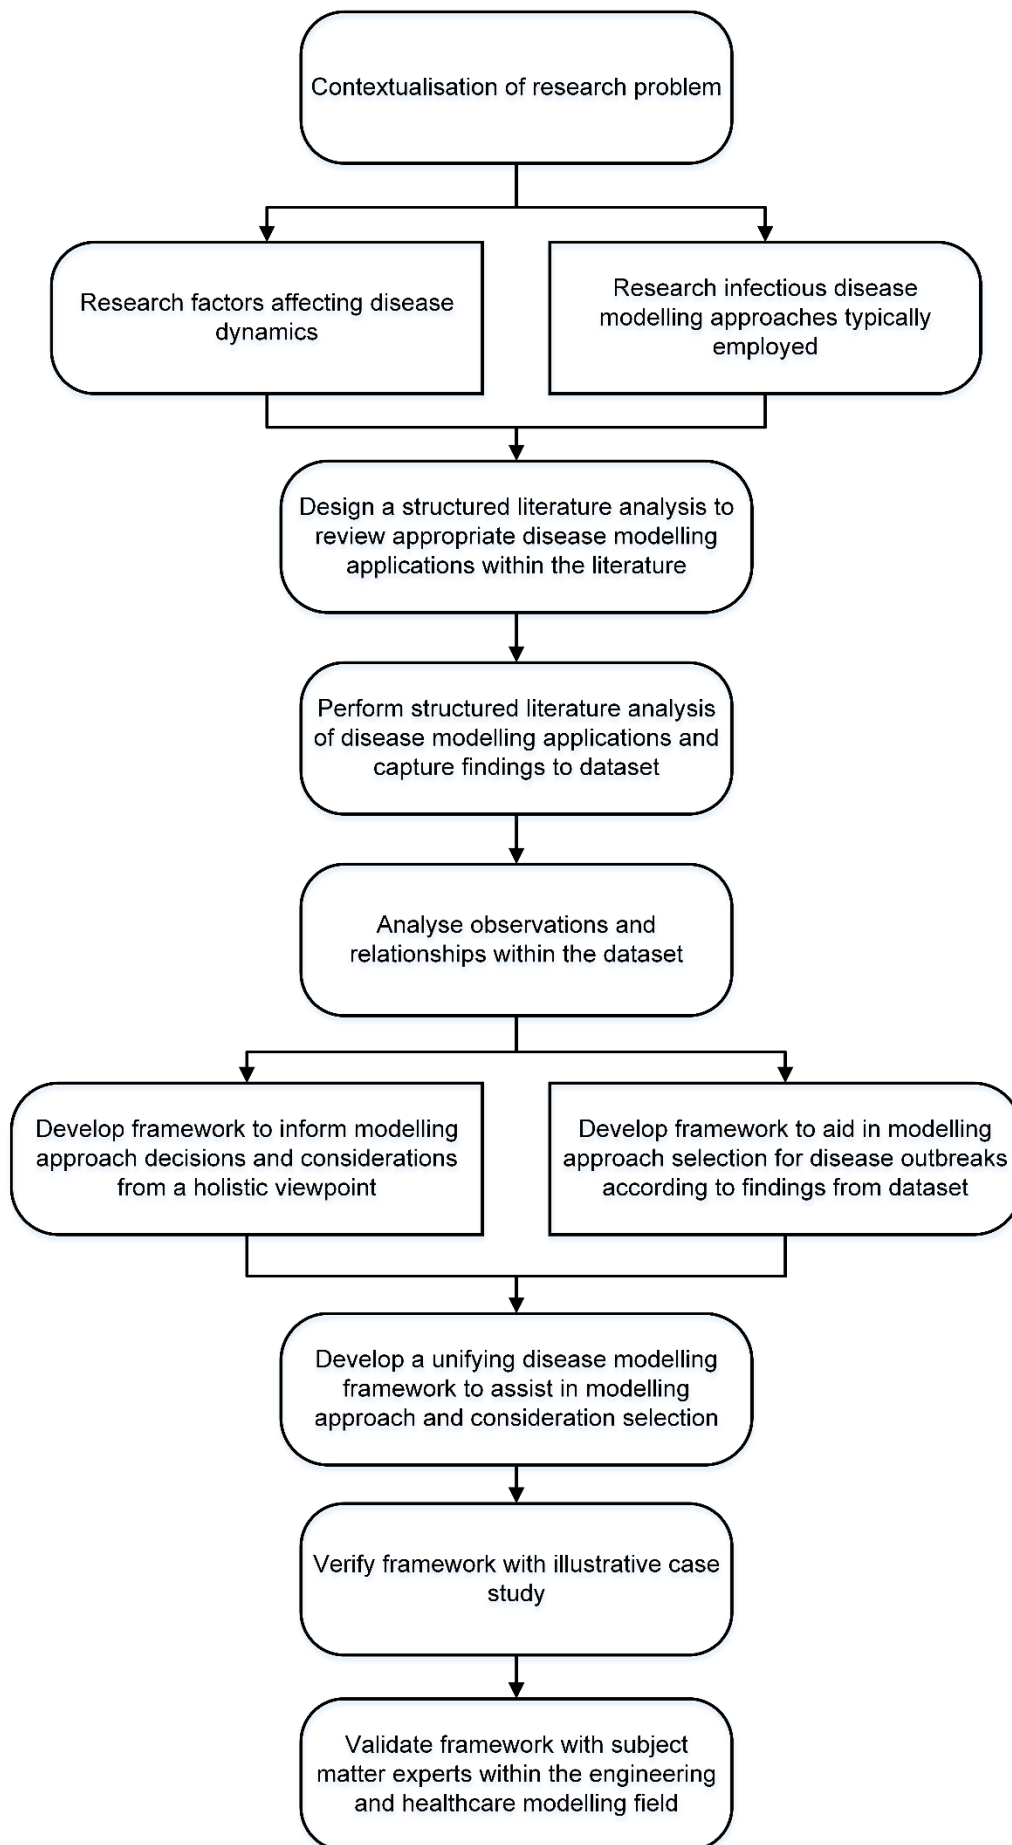 Contextualisation of research problem
Research factors affecting disease
dynamics
Research infectious disease
modelling approaches typically
employed
Design a structured literature analysis to
review appropriate disease modelling
applications within the literature
Perform structured literature analysis
of disease modelling applications and
capture findings to dataset
Analyse observations and
relationships within the dataset
Develop framework to inform modelling
approach decisions and considerations
from a holistic viewpoint
Develop framework to aid in modelling
approach selection for disease outbreaks
according to findings from dataset
Develop a unifying disease modelling
framework to assist in modelling
approach and consideration selection
Verify framework with illustrative case
study
Validate framework with subject
matter experts within the engineering
and healthcare modelling field